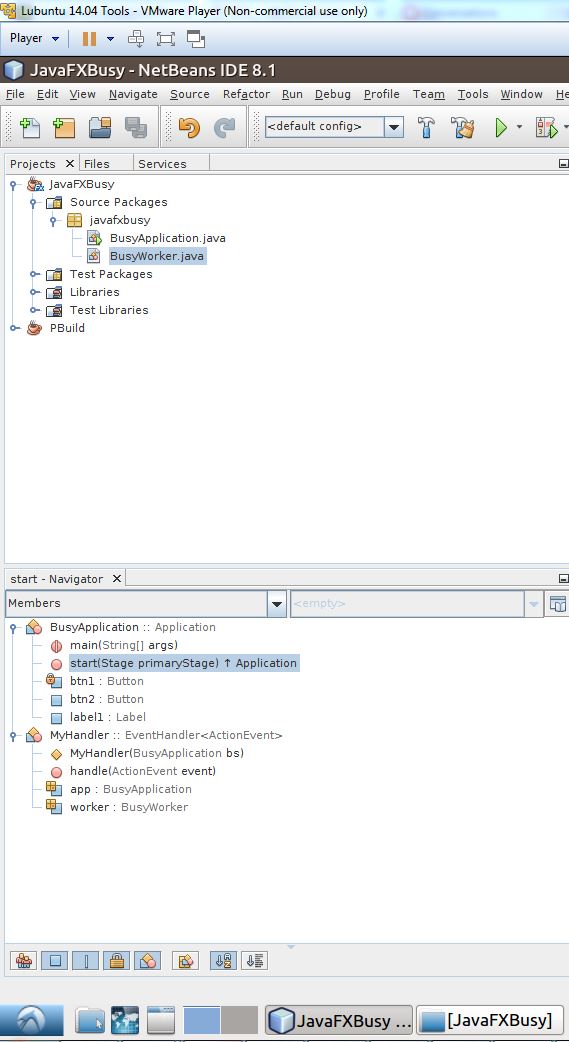 Lubuntu 14.04 Tools - VMware Player (Non-commercial use only)
Player
JavaFXBusy - NetBeans IDE 8.1
File Edit View Navigate Source Refactor Run Debug Profile Team Tools Window He
<default config>
Projects Files Services
JavaFXBusy
Source Packages
javafxbusy
BusyApplication.java
BusyWorker.java
Test Packages
Libraries
Test Libraries
PBuild
start - Navigator
Members <empty>
BusyApplication :: Application
main(String[] args)
start(Stage primaryStage) ↑ Application
btn1 : Button
btn2 : Button
label1 : Label
MyHandler :: EventHandler<ActionEvent>
MyHandler(BusyApplication bs)
handle(ActionEvent event)
app : BusyApplication
worker : BusyWorker
JavaFXBusy ... [JavaFXBusy]